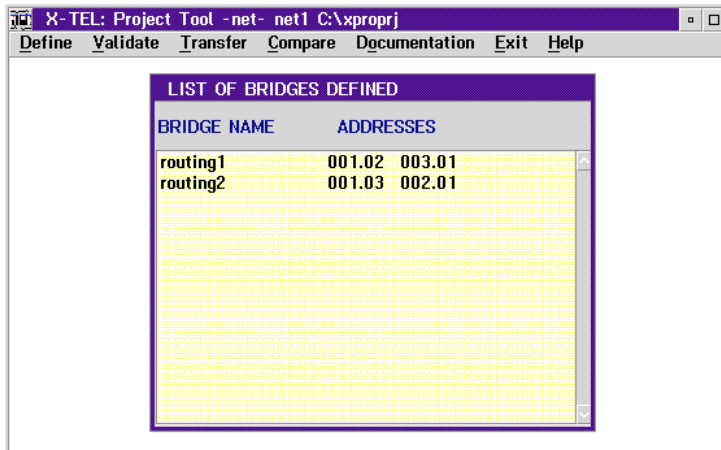 X-TEL: Project Tool -net- net1 C:\xproprj
Define Validate Transfer Compare Documentation Exit Help
LIST OF BRIDGES DEFINED
BRIDGE NAME ADDRESSES
routing1 001.02 003.01
routing2 001.03 002.01